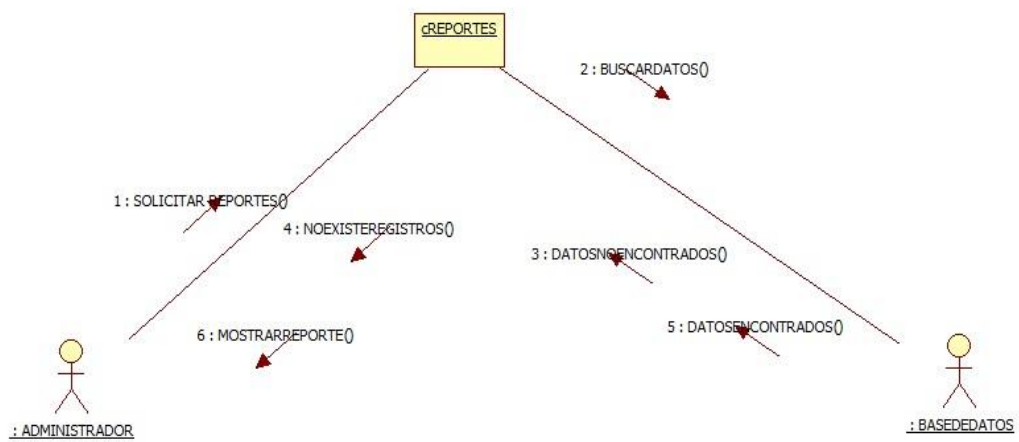 cREPORTES
2 : BUSCARDATOS()
1 : SOLICITAR REPORTES()
4 : NOEXISTEREGISTROS()
3 : DATOSNOENCONTRADOS()
6 : MOSTRARREPORTE()
5 : DATOSENCONTRADOS()
: ADMINISTRADOR
: BASEDEDATOS